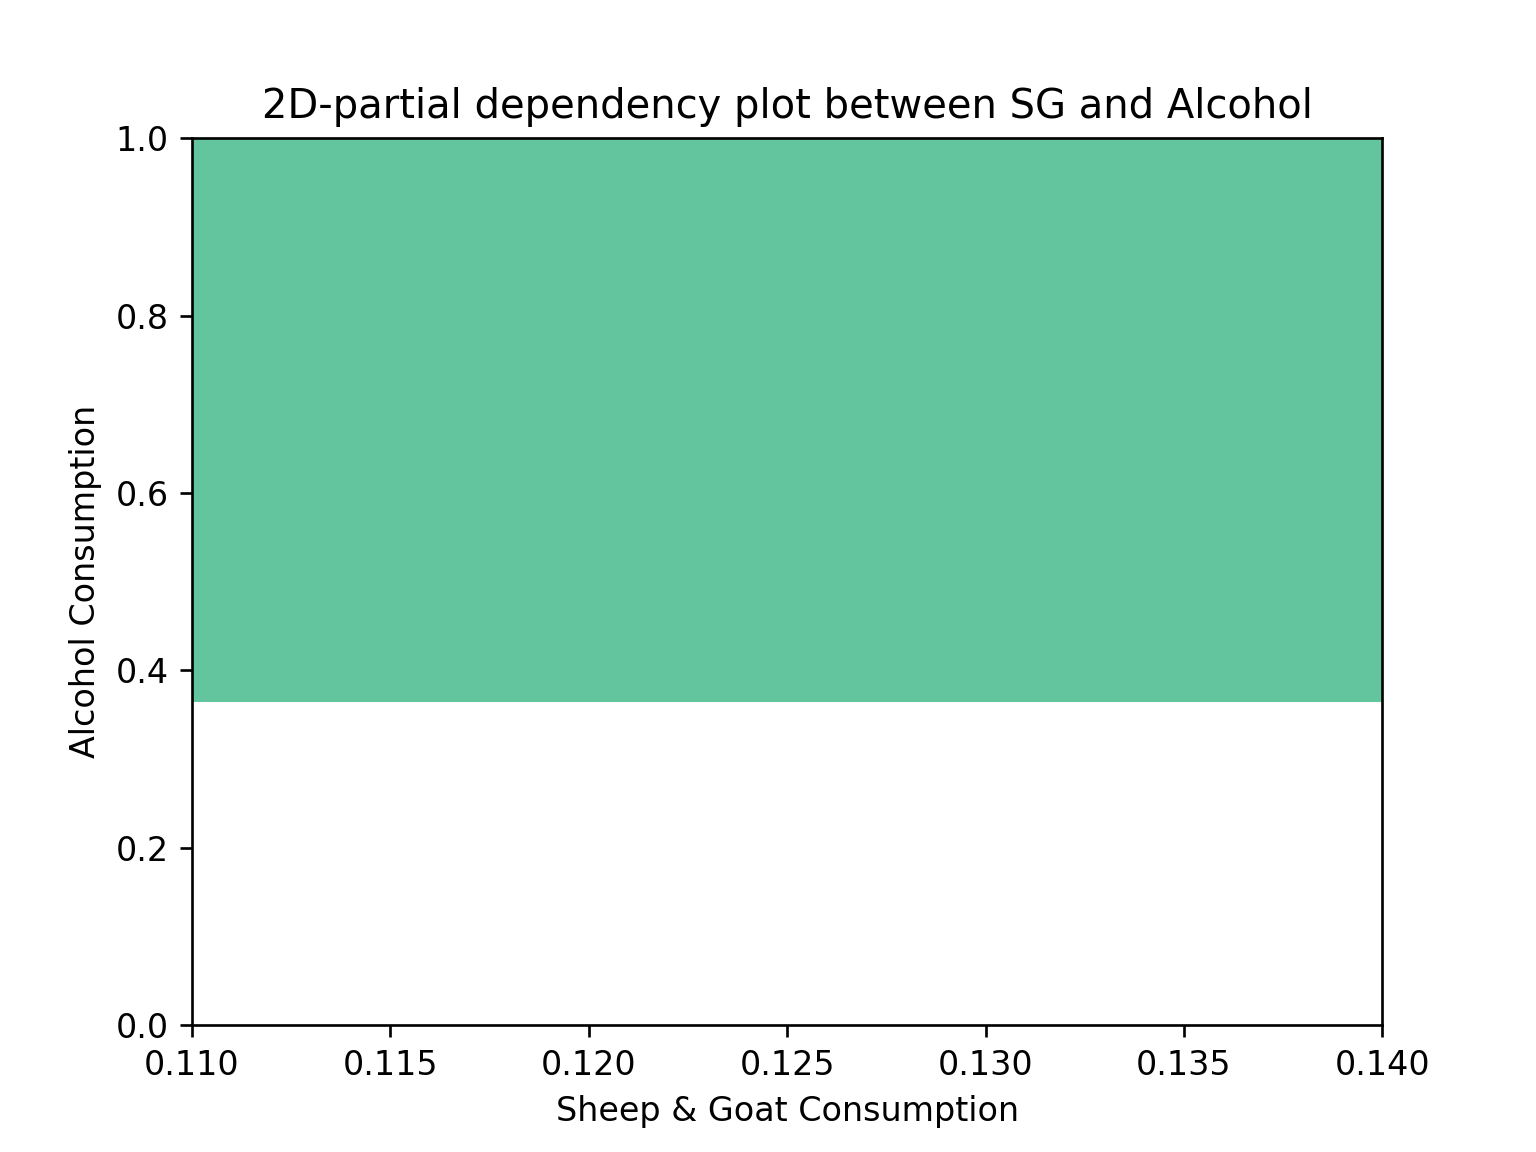 2D-partial dependency plot between SG and Alcohol
1.0
0.8
0.6
0.4
0.2
0.0
Alcohol Consumption
0.110 0.115 0.120 0.125 0.130 0.135 0.140
Sheep & Goat Consumption